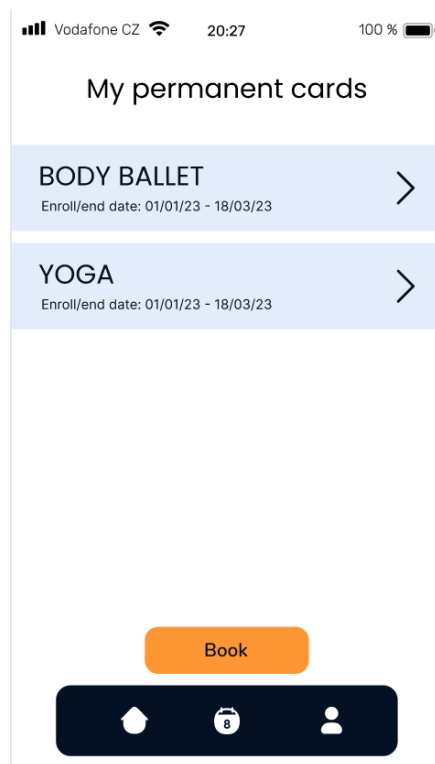 Vodafone CZ 20:27 100 %
My permanent cards
BODY BALLET
Enroll/end date: 01/01/23 - 18/03/23
YOGA
Enroll/end date: 01/01/23 - 18/03/23
Book
8